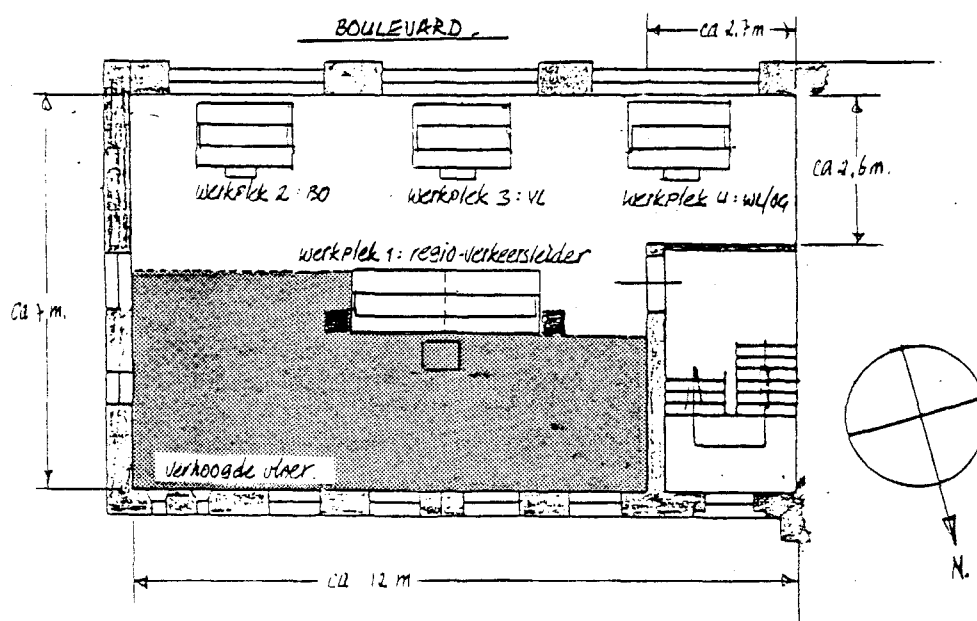 BOULEVARD.
ca 2,7m
ca 2,6m.
werkplek 2: BO
werkplek 3: VL
werkplek 4: WL/OG
werkplek 1: regio-verkeersleider
ca 7 m.
verhoogde vloer.
ca 12 m
N.